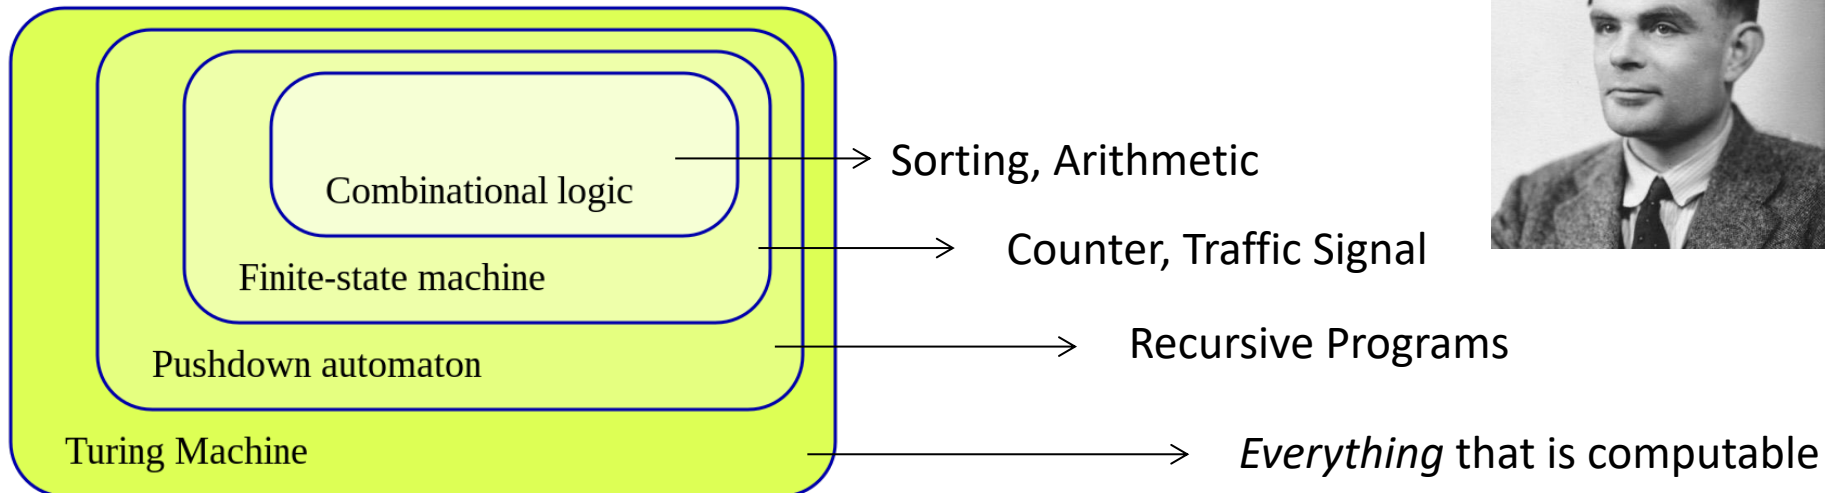 Sorting, Arithmetic
Combinational logic
Counter, Traffic Signal
Finite-state machine
Recursive Programs
Pushdown automaton
Turing Machine
Everything that is computable